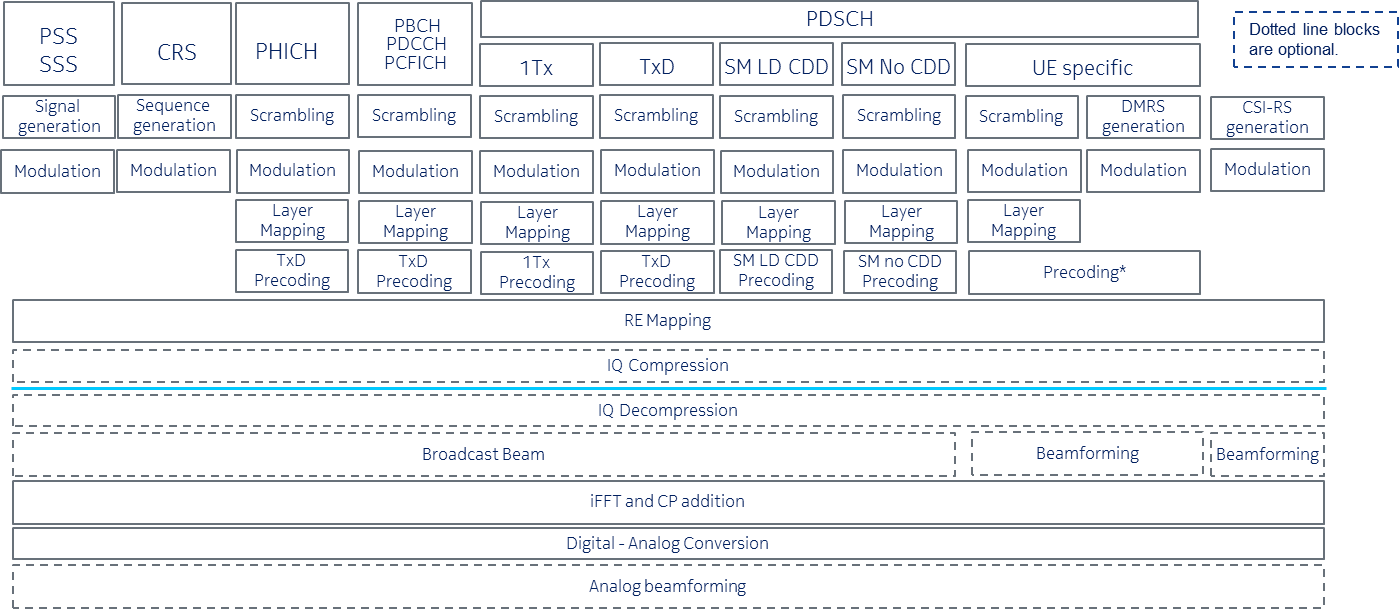 PSS
SSS
CRS
PHICH
PBCH
PDCCH
PCFICH
PDSCH
1Tx
TxD
SM LD CDD
SM No CDD
UE specific
Dotted line blocks
are optional.
Signal
generation
Sequence
generation
Scrambling
Scrambling
Scrambling
Scrambling
Scrambling
Scrambling
Scrambling
DMRS
generation
CSI-RS
generation
Modulation
Modulation
Modulation
Modulation
Modulation
Modulation
Modulation
Modulation
Modulation
Modulation
Modulation
Layer
Mapping
Layer
Mapping
Layer
Mapping
Layer
Mapping
Layer
Mapping
Layer
Mapping
Layer
Mapping
TxD
Precoding
TxD
Precoding
1Tx
Precoding
TxD
Precoding
SM LD CDD
Precoding
SM no CDD
Precoding
Precoding*
RE Mapping
IQ Compression
IQ Decompression
Broadcast Beam
Beamforming
Beamforming
iFFT and CP addition
Digital - Analog Conversion
Analog beamforming